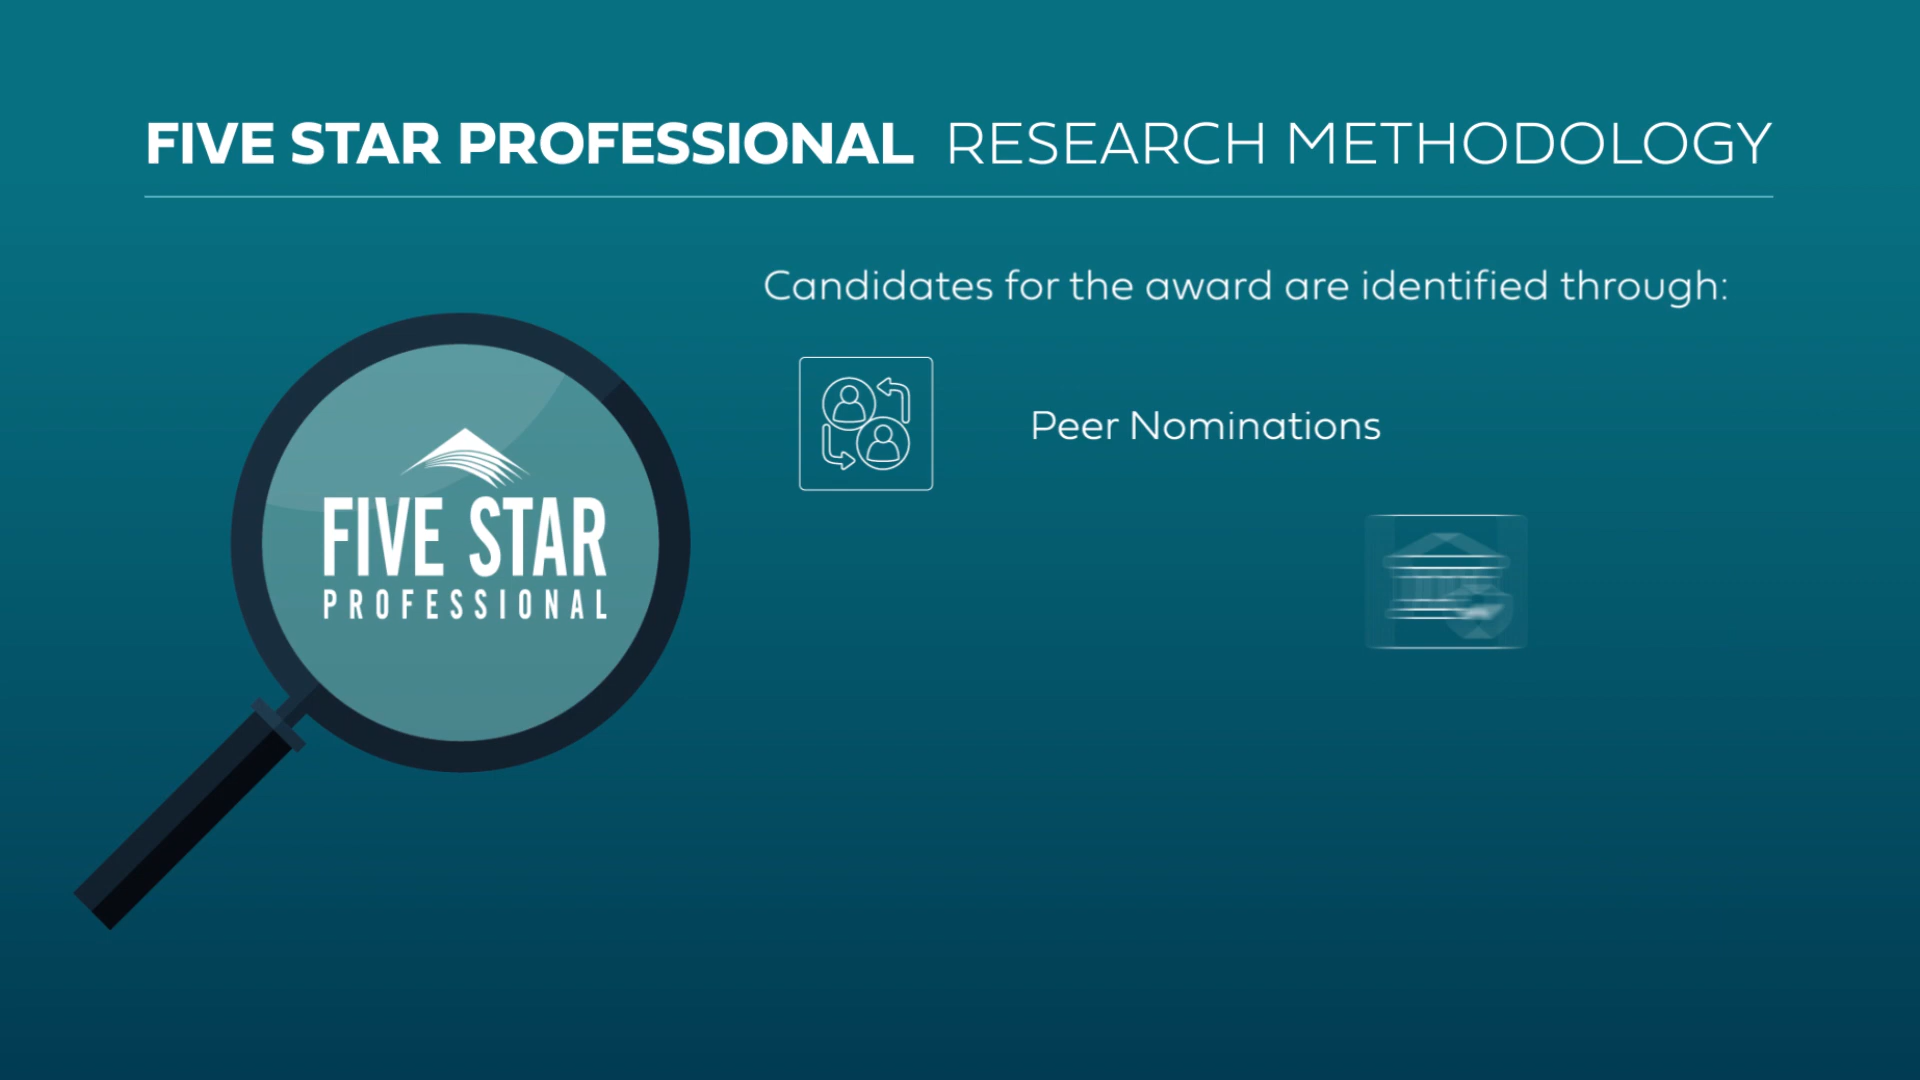 FIVE STAR PROFESSIONAL RESEARCH METHODOLOGY
Candidates for the award are identified through:
Peer Nominations
FIVE STAR
PROFESSIONAL